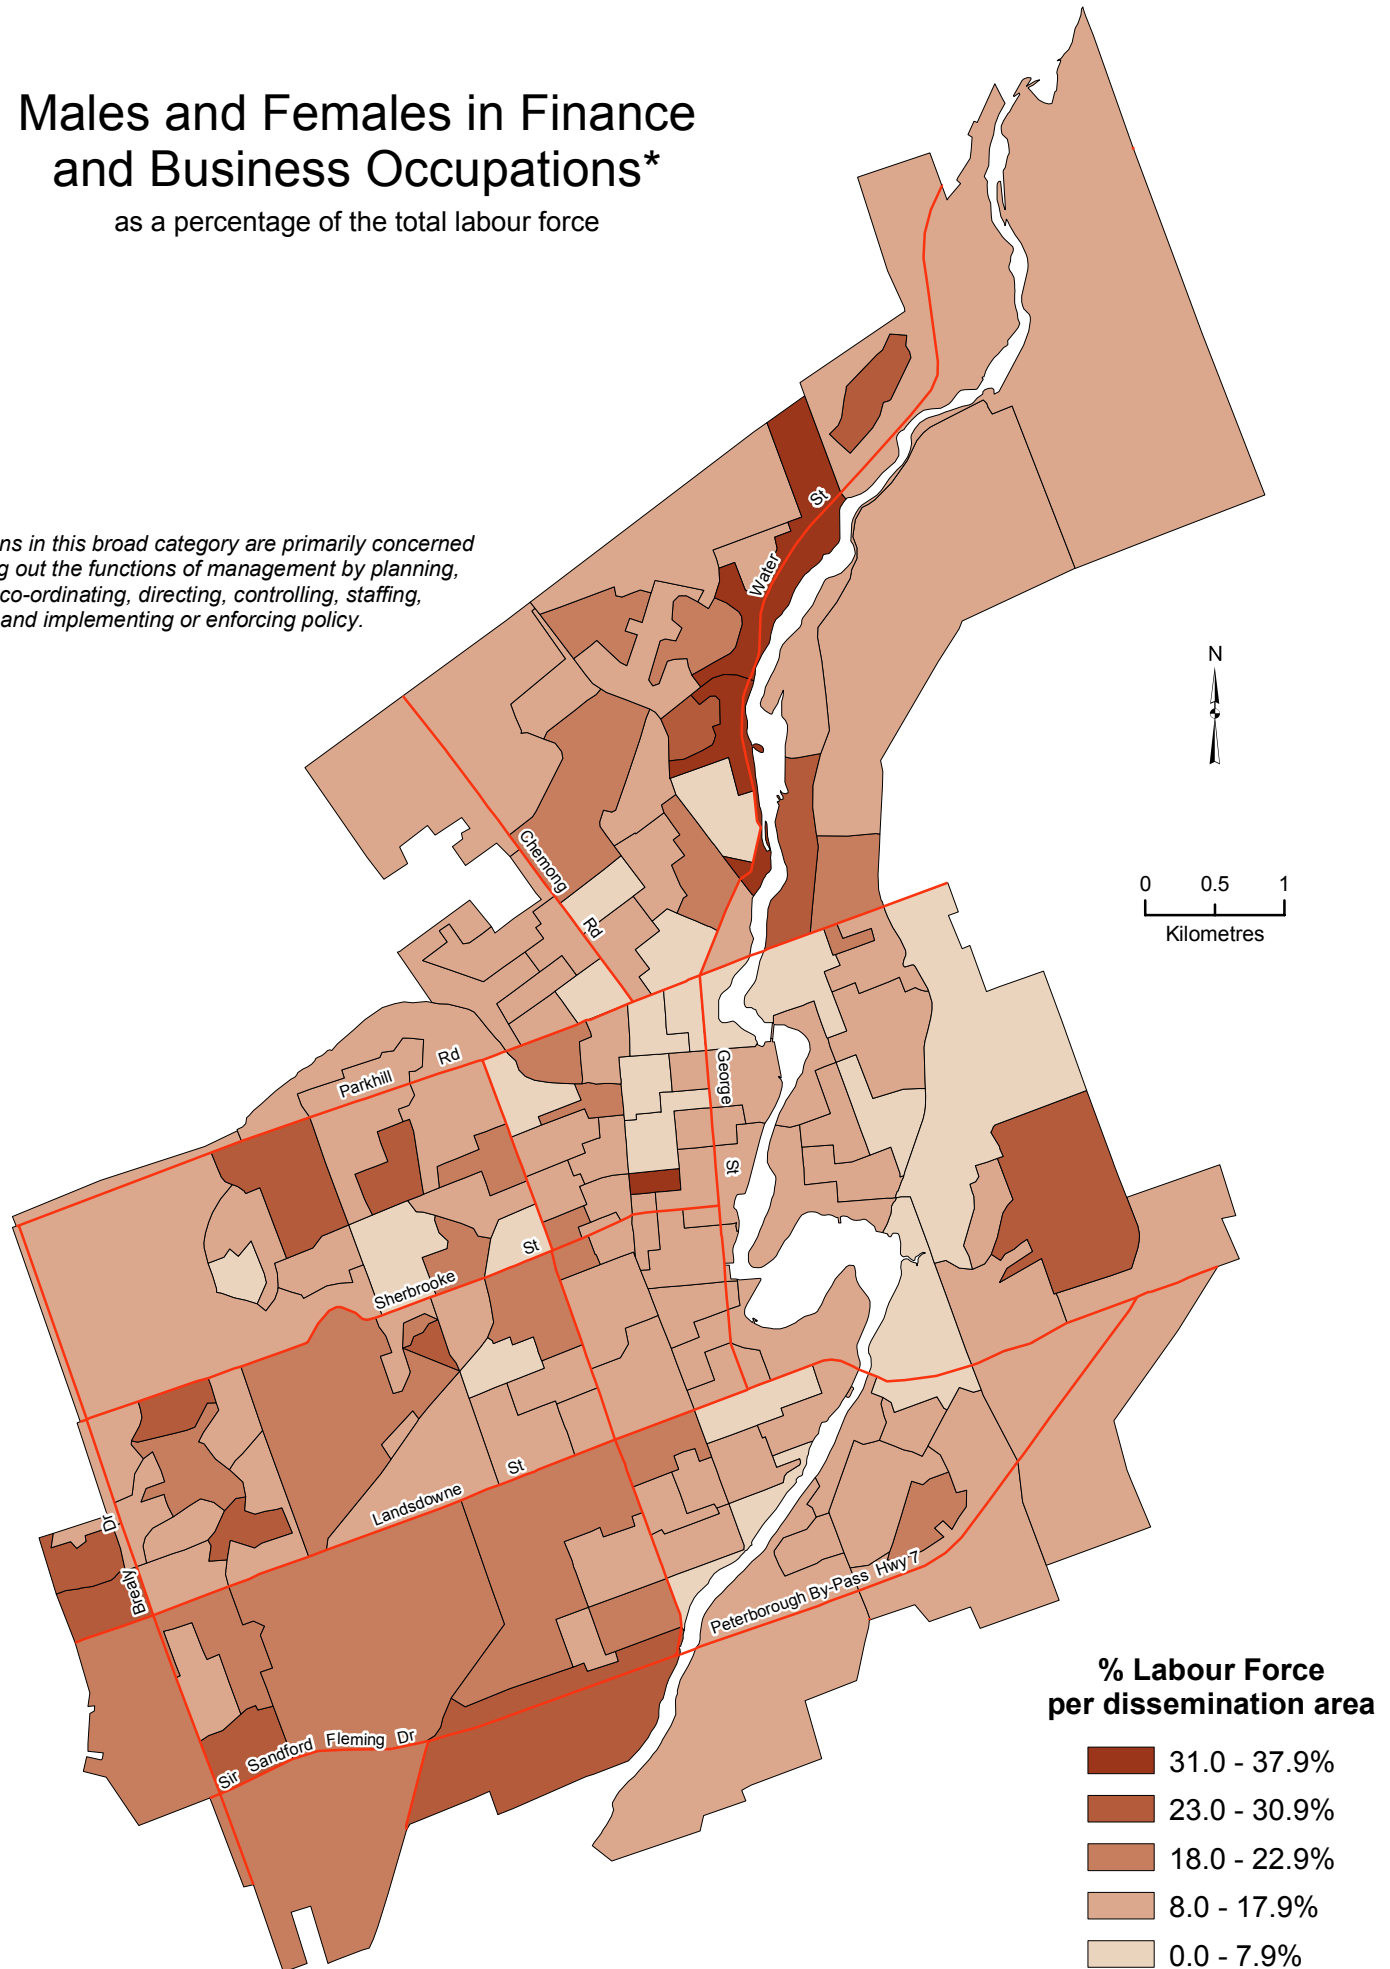 Males and Females in Finance
and Business Occupations*
as a percentage of the total labour force
ns in this broad category are primarily concerned
g out the functions of management by planning,
co-ordinating, directing, controlling, staffing,
and implementing or enforcing policy.
St
Water
N
Chemong
Rd
0 0.5 1
Kilometres
Parkhill Rd
George
St
Sherbrooke St
Landsdowne St
Brealy Dr
Peterborough By-Pass Hwy 7
Sir Sandford Fleming Dr
% Labour Force
per dissemination area
31.0 - 37.9%
23.0 - 30.9%
18.0 - 22.9%
8.0 - 17.9%
0.0 - 7.9%